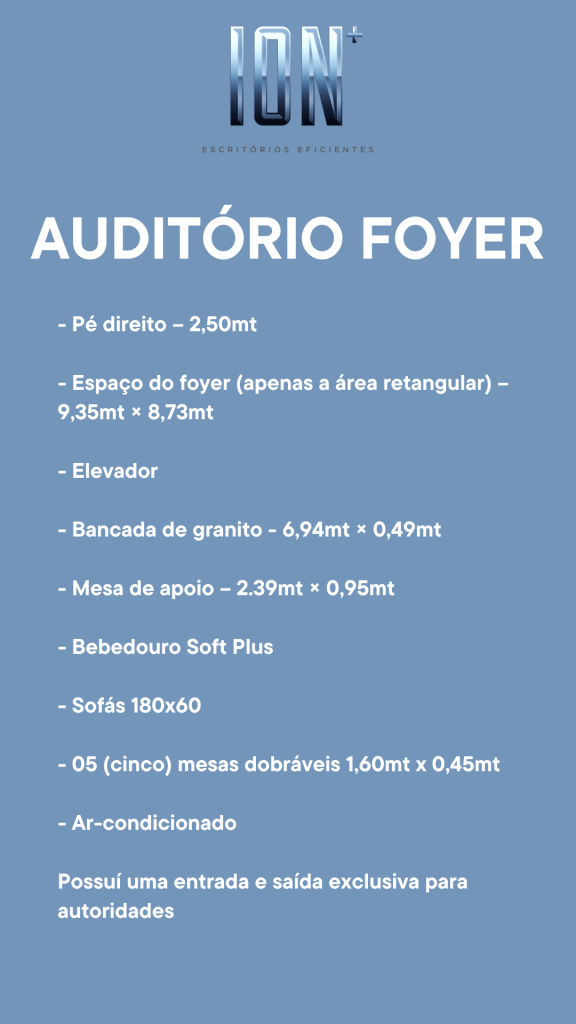 ION+
ESCRITÓRIOS EFICIENTES
AUDITÓRIO FOYER
- Pé direito – 2,50mt
- Espaço do foyer (apenas a área retangular) –
9,35mt × 8,73mt
- Elevador
- Bancada de granito - 6,94mt × 0,49mt
- Mesa de apoio – 2.39mt × 0,95mt
- Bebedouro Soft Plus
- Sofás 180x60
- 05 (cinco) mesas dobráveis 1,60mt x 0,45mt
- Ar-condicionado
Possuí uma entrada e saída exclusiva para
autoridades